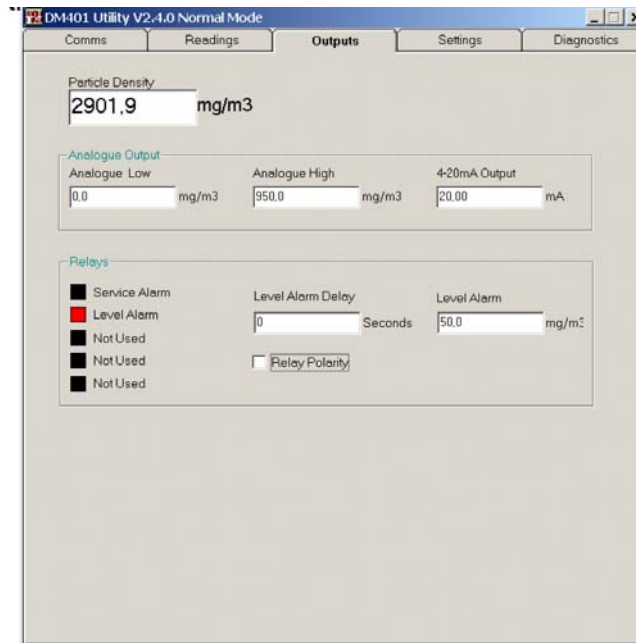 DM401 Utility V2.4.0 Normal Mode
Comms Readings Outputs Settings Diagnostics
Particle Density
2901,9 mg/m3
Analogue Output
Analogue Low Analogue High 4-20mA Output
0,0 mg/m3 950,0 mg/m3 20,00 mA
Relays
Service Alarm
Level Alarm
Not Used
Not Used
Not Used
Level Alarm Delay
0 Seconds
Relay Polarity
Level Alarm
50,0 mg/m3